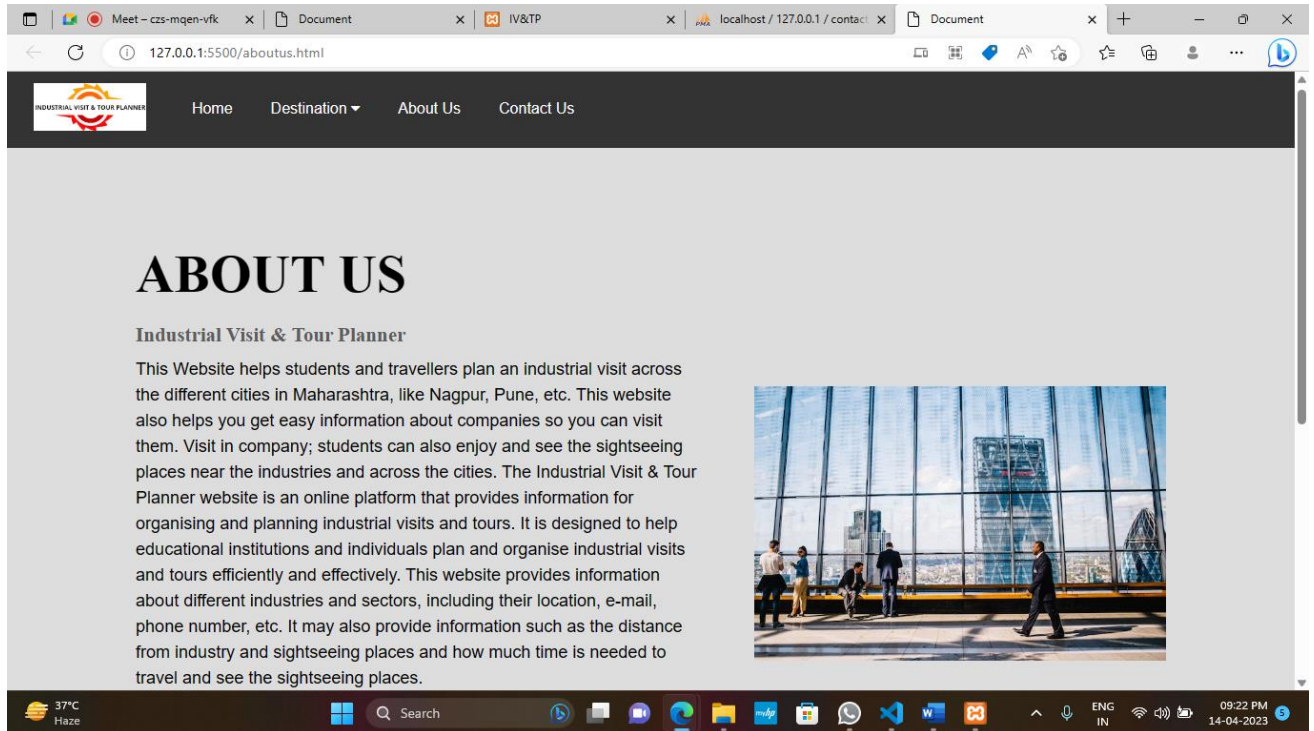 Meet – czs-mqen-vfk
Document
IV&TP
localhost / 127.0.0.1 / contact
Document
127.0.0.1:5500/aboutus.html
INDUSTRIAL VISIT & TOUR PLANNER
Home
Destination
About Us
Contact Us
ABOUT US
Industrial Visit & Tour Planner
This Website helps students and travellers plan an industrial visit across
the different cities in Maharashtra, like Nagpur, Pune, etc. This website
also helps you get easy information about companies so you can visit
them. Visit in company; students can also enjoy and see the sightseeing
places near the industries and across the cities. The Industrial Visit & Tour
Planner website is an online platform that provides information for
organising and planning industrial visits and tours. It is designed to help
educational institutions and individuals plan and organise industrial visits
and tours efficiently and effectively. This website provides information
about different industries and sectors, including their location, e-mail,
phone number, etc. It may also provide information such as the distance
from industry and sightseeing places and how much time is needed to
travel and see the sightseeing places.
37°C
Haze
Search
myhp
ENG
IN
09:22 PM
14-04-2023
5